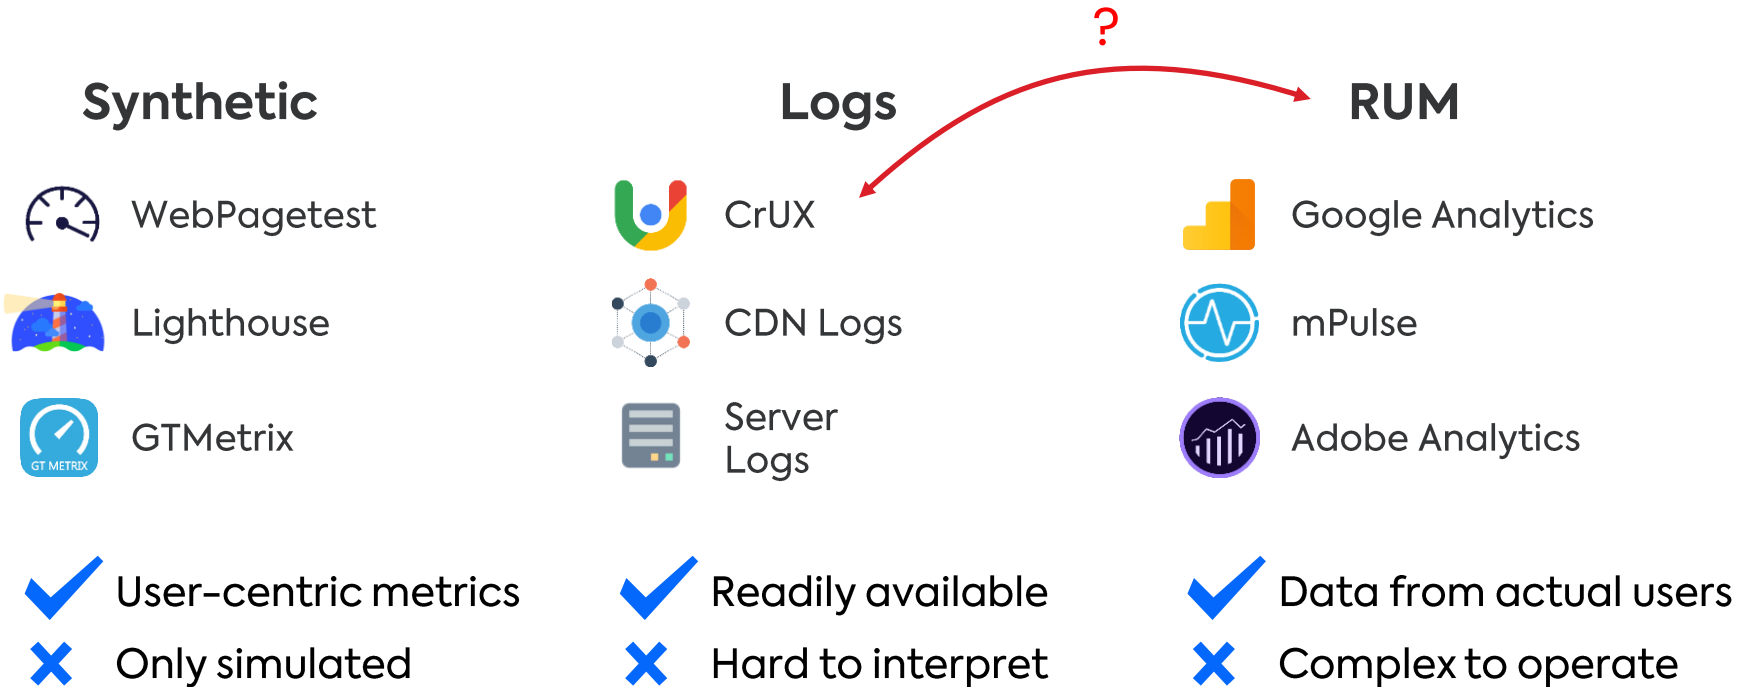 ?
Synthetic
WebPagetest
Lighthouse
GT METRIX
GTMetrix
User-centric metrics
Only simulated
Logs
CrUX
CDN Logs
Server
Logs
Readily available
Hard to interpret
RUM
Google Analytics
mPulse
Adobe Analytics
Data from actual users
Complex to operate